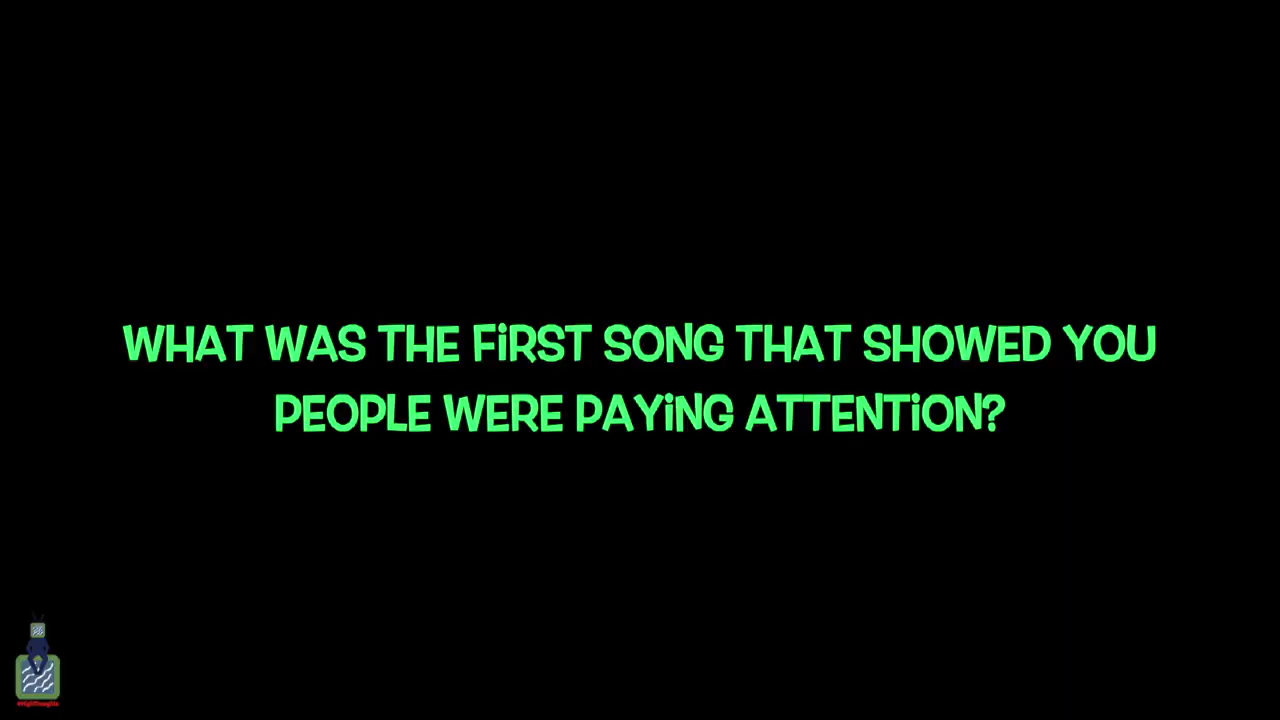 WHAT WAS THE FiRST SONG THAT SHOWED YOU
PEOPLE WERE PAYiNG ATTENTiON?